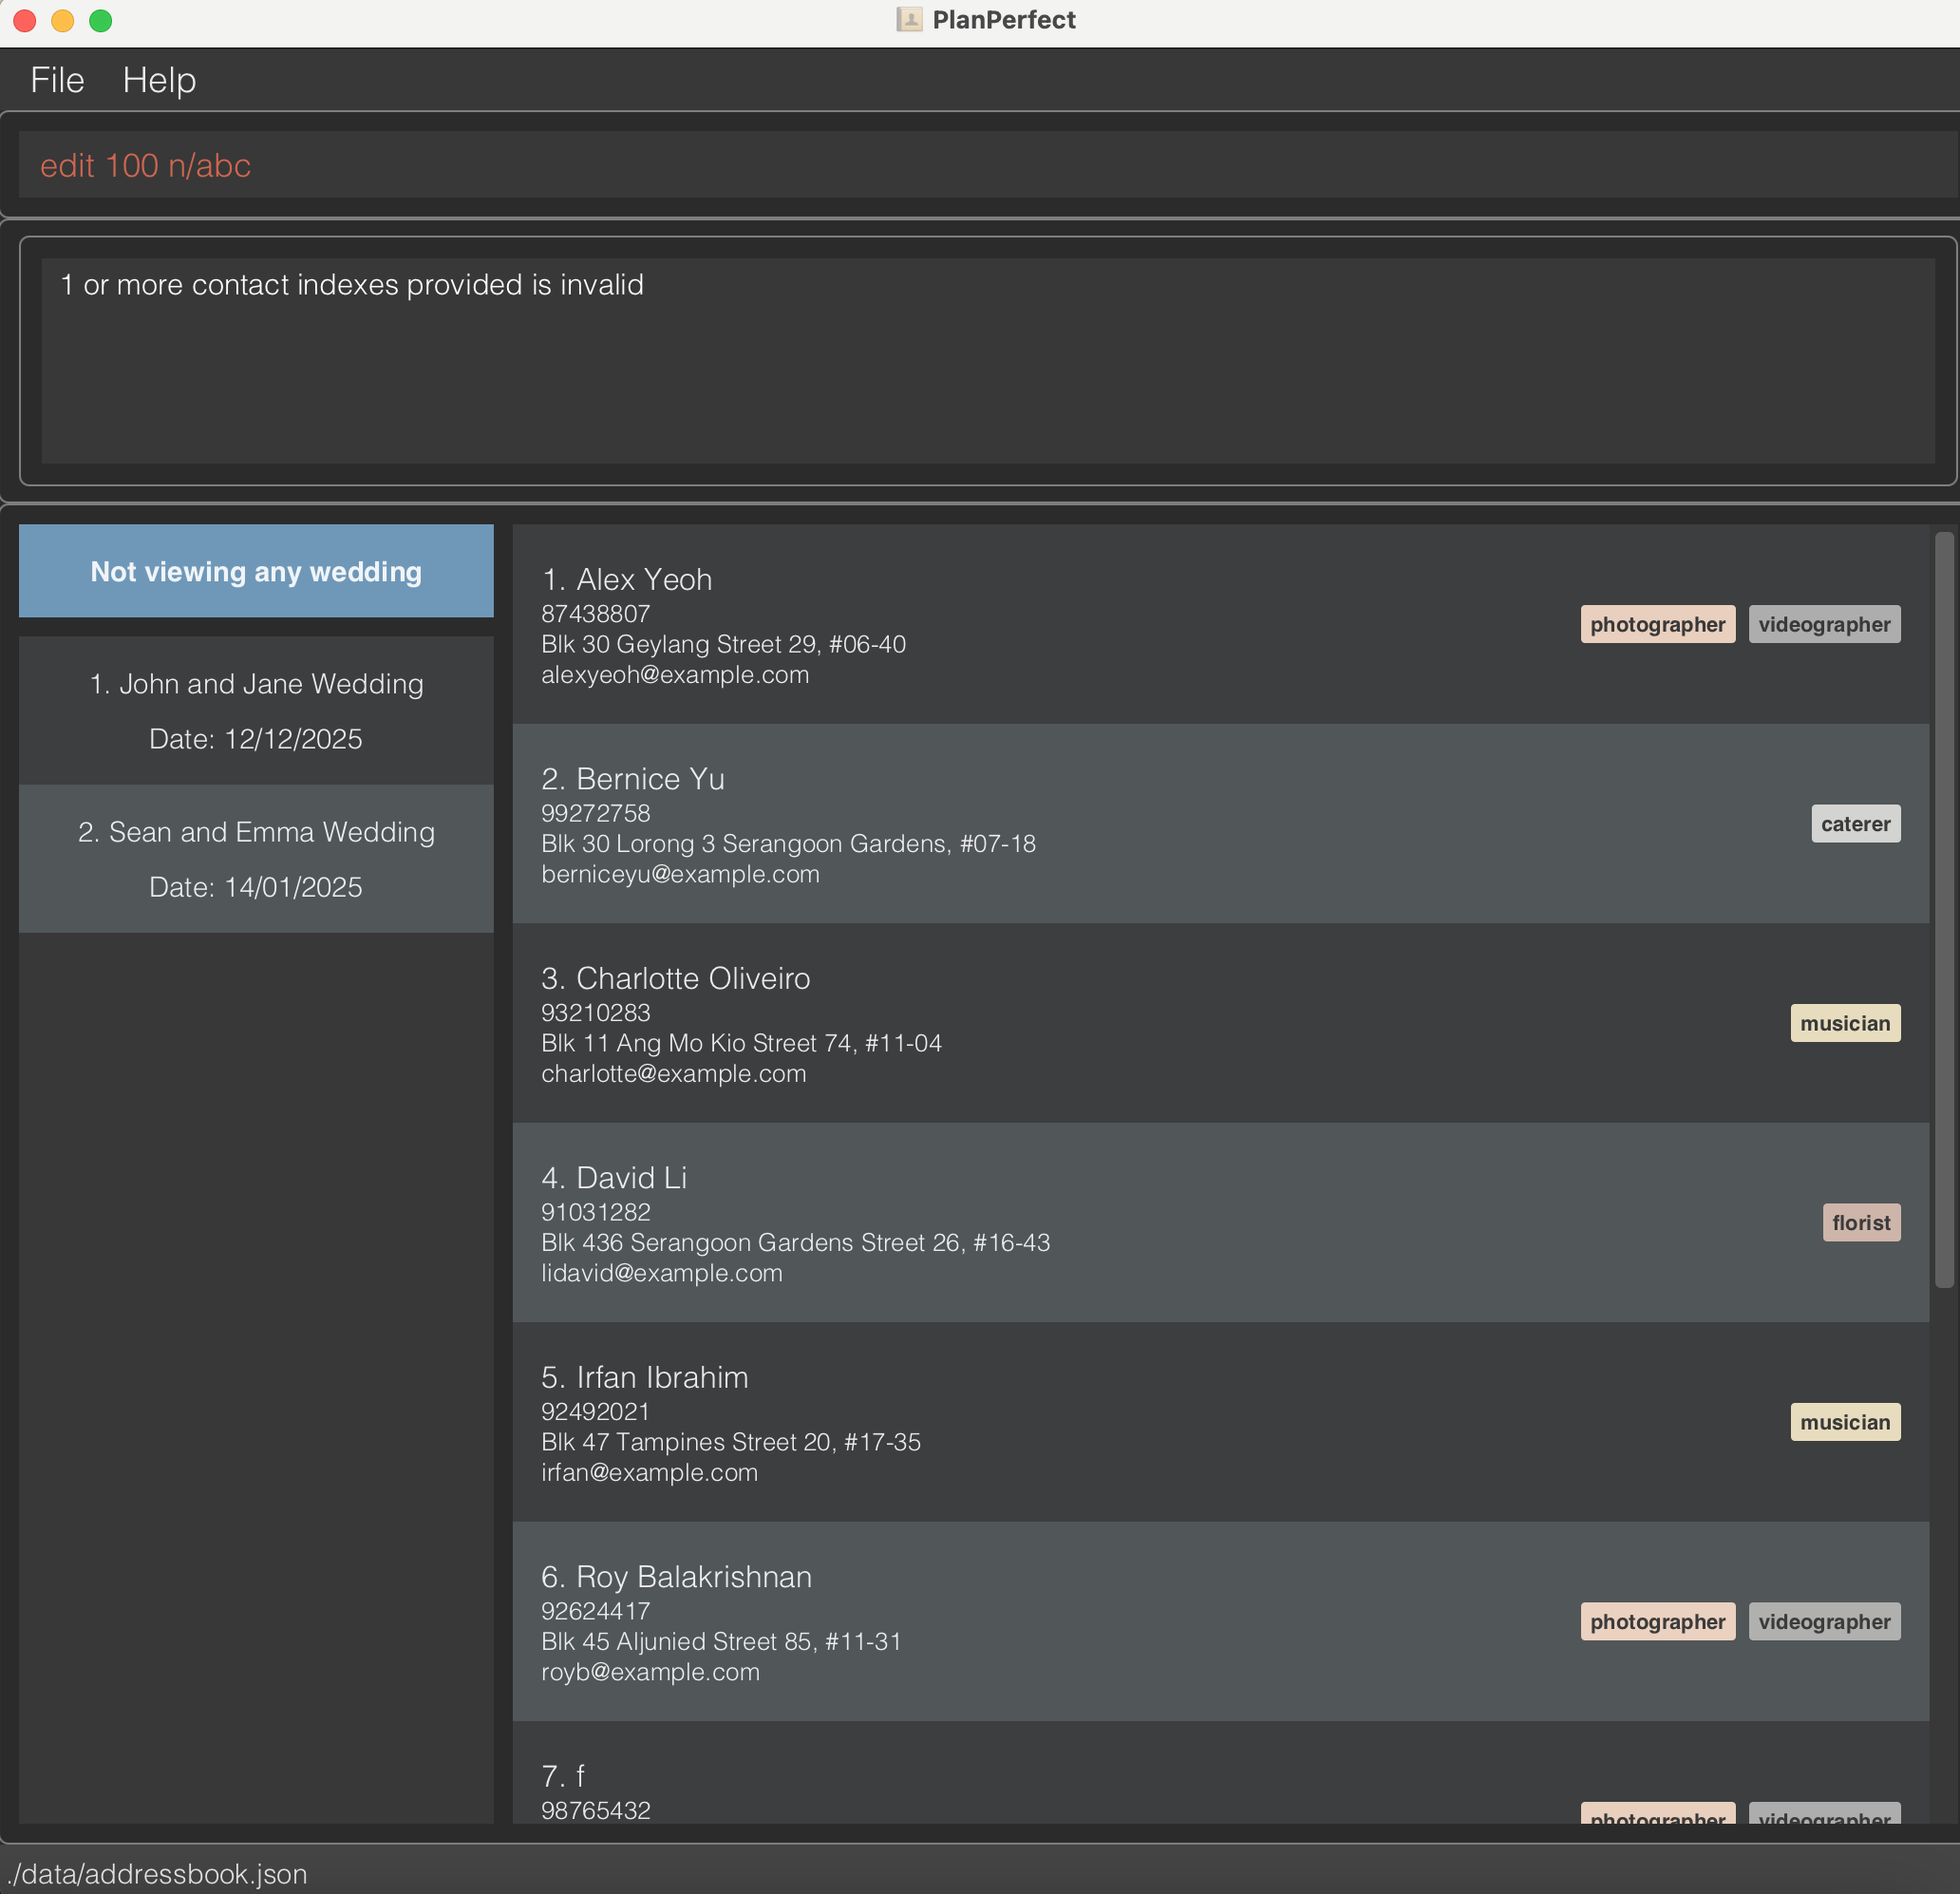 PlanPerfect
File Help
edit 100 n/abc
1 or more contact indexes provided is invalid
Not viewing any wedding
1. John and Jane Wedding
Date: 12/12/2025
2. Sean and Emma Wedding
Date: 14/01/2025
1. Alex Yeoh
87438807
Blk 30 Geylang Street 29, #06-40
alexyeoh@example.com
photographer videographer
2. Bernice Yu
99272758
Blk 30 Lorong 3 Serangoon Gardens, #07-18
berniceyu@example.com
caterer
3. Charlotte Oliveiro
93210283
Blk 11 Ang Mo Kio Street 74, #11-04
charlotte@example.com
musician
4. David Li
91031282
Blk 436 Serangoon Gardens Street 26, #16-43
lidavid@example.com
florist
5. Irfan Ibrahim
92492021
Blk 47 Tampines Street 20, #17-35
irfan@example.com
musician
6. Roy Balakrishnan
92624417
Blk 45 Aljunied Street 85, #11-31
royb@example.com
photographer videographer
7. f
98765432
photographer videographer
./data/addressbook.json